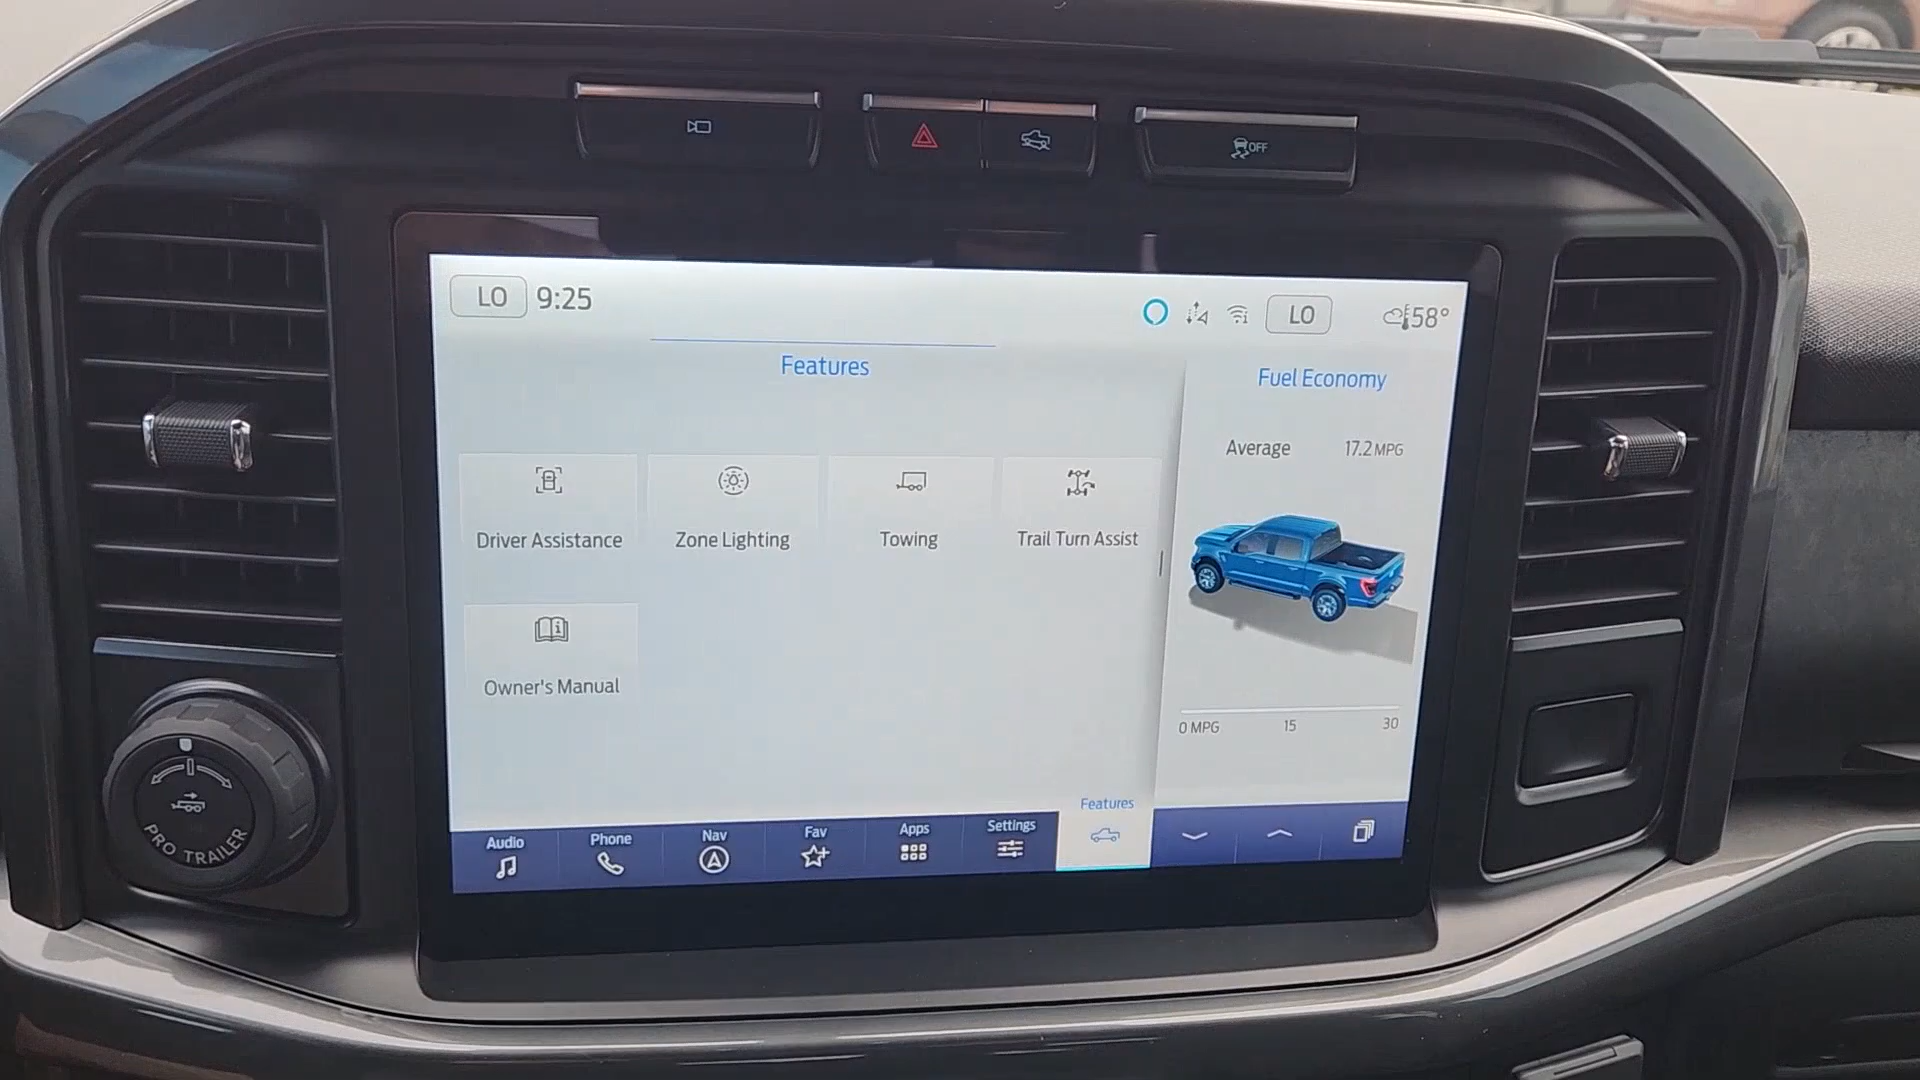 OFF
LO 9:25
LO 58°
Features
Fuel Economy
Average 17.2 MPG
Driver Assistance
Zone Lighting
Towing
Trail Turn Assist
Owner's Manual
0 MPG 15 30
Audio
Phone
Nav
Fav
Apps
Settings
Features
PRO TRAILER